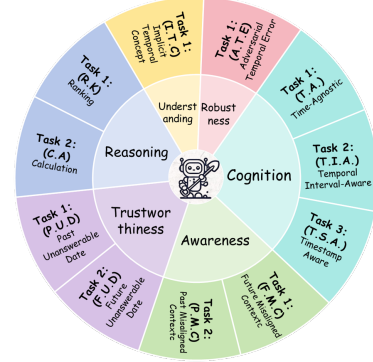 Task 1:
(I.T.C)
Implicit
Temporal
Concept
Task 1:
(A.T.E)
Adversarial
Temporal Error
Task 1:
(T.A.)
Time-Agnostic
Task 2:
(T.I.A.)
Temporal
Interval-Aware
Task 3:
(T.S.A.)
Timestamp
Aware
Task 1:
(F.M.C)
Future Misaligned
Contextc
Task 2:
(P.M.C)
Past Misaligned
Contextc
Task 2:
(F.U.D)
Future
Unanswerable
Date
Task 1:
(P.U.D)
Past
Unanswerable
Date
Task 2:
(C.A)
Calculation
Task 1:
(R.K)
Ranking
Underst
anding
Robust
ness
Cognition
Awareness
Trustwor
thiness
Reasoning